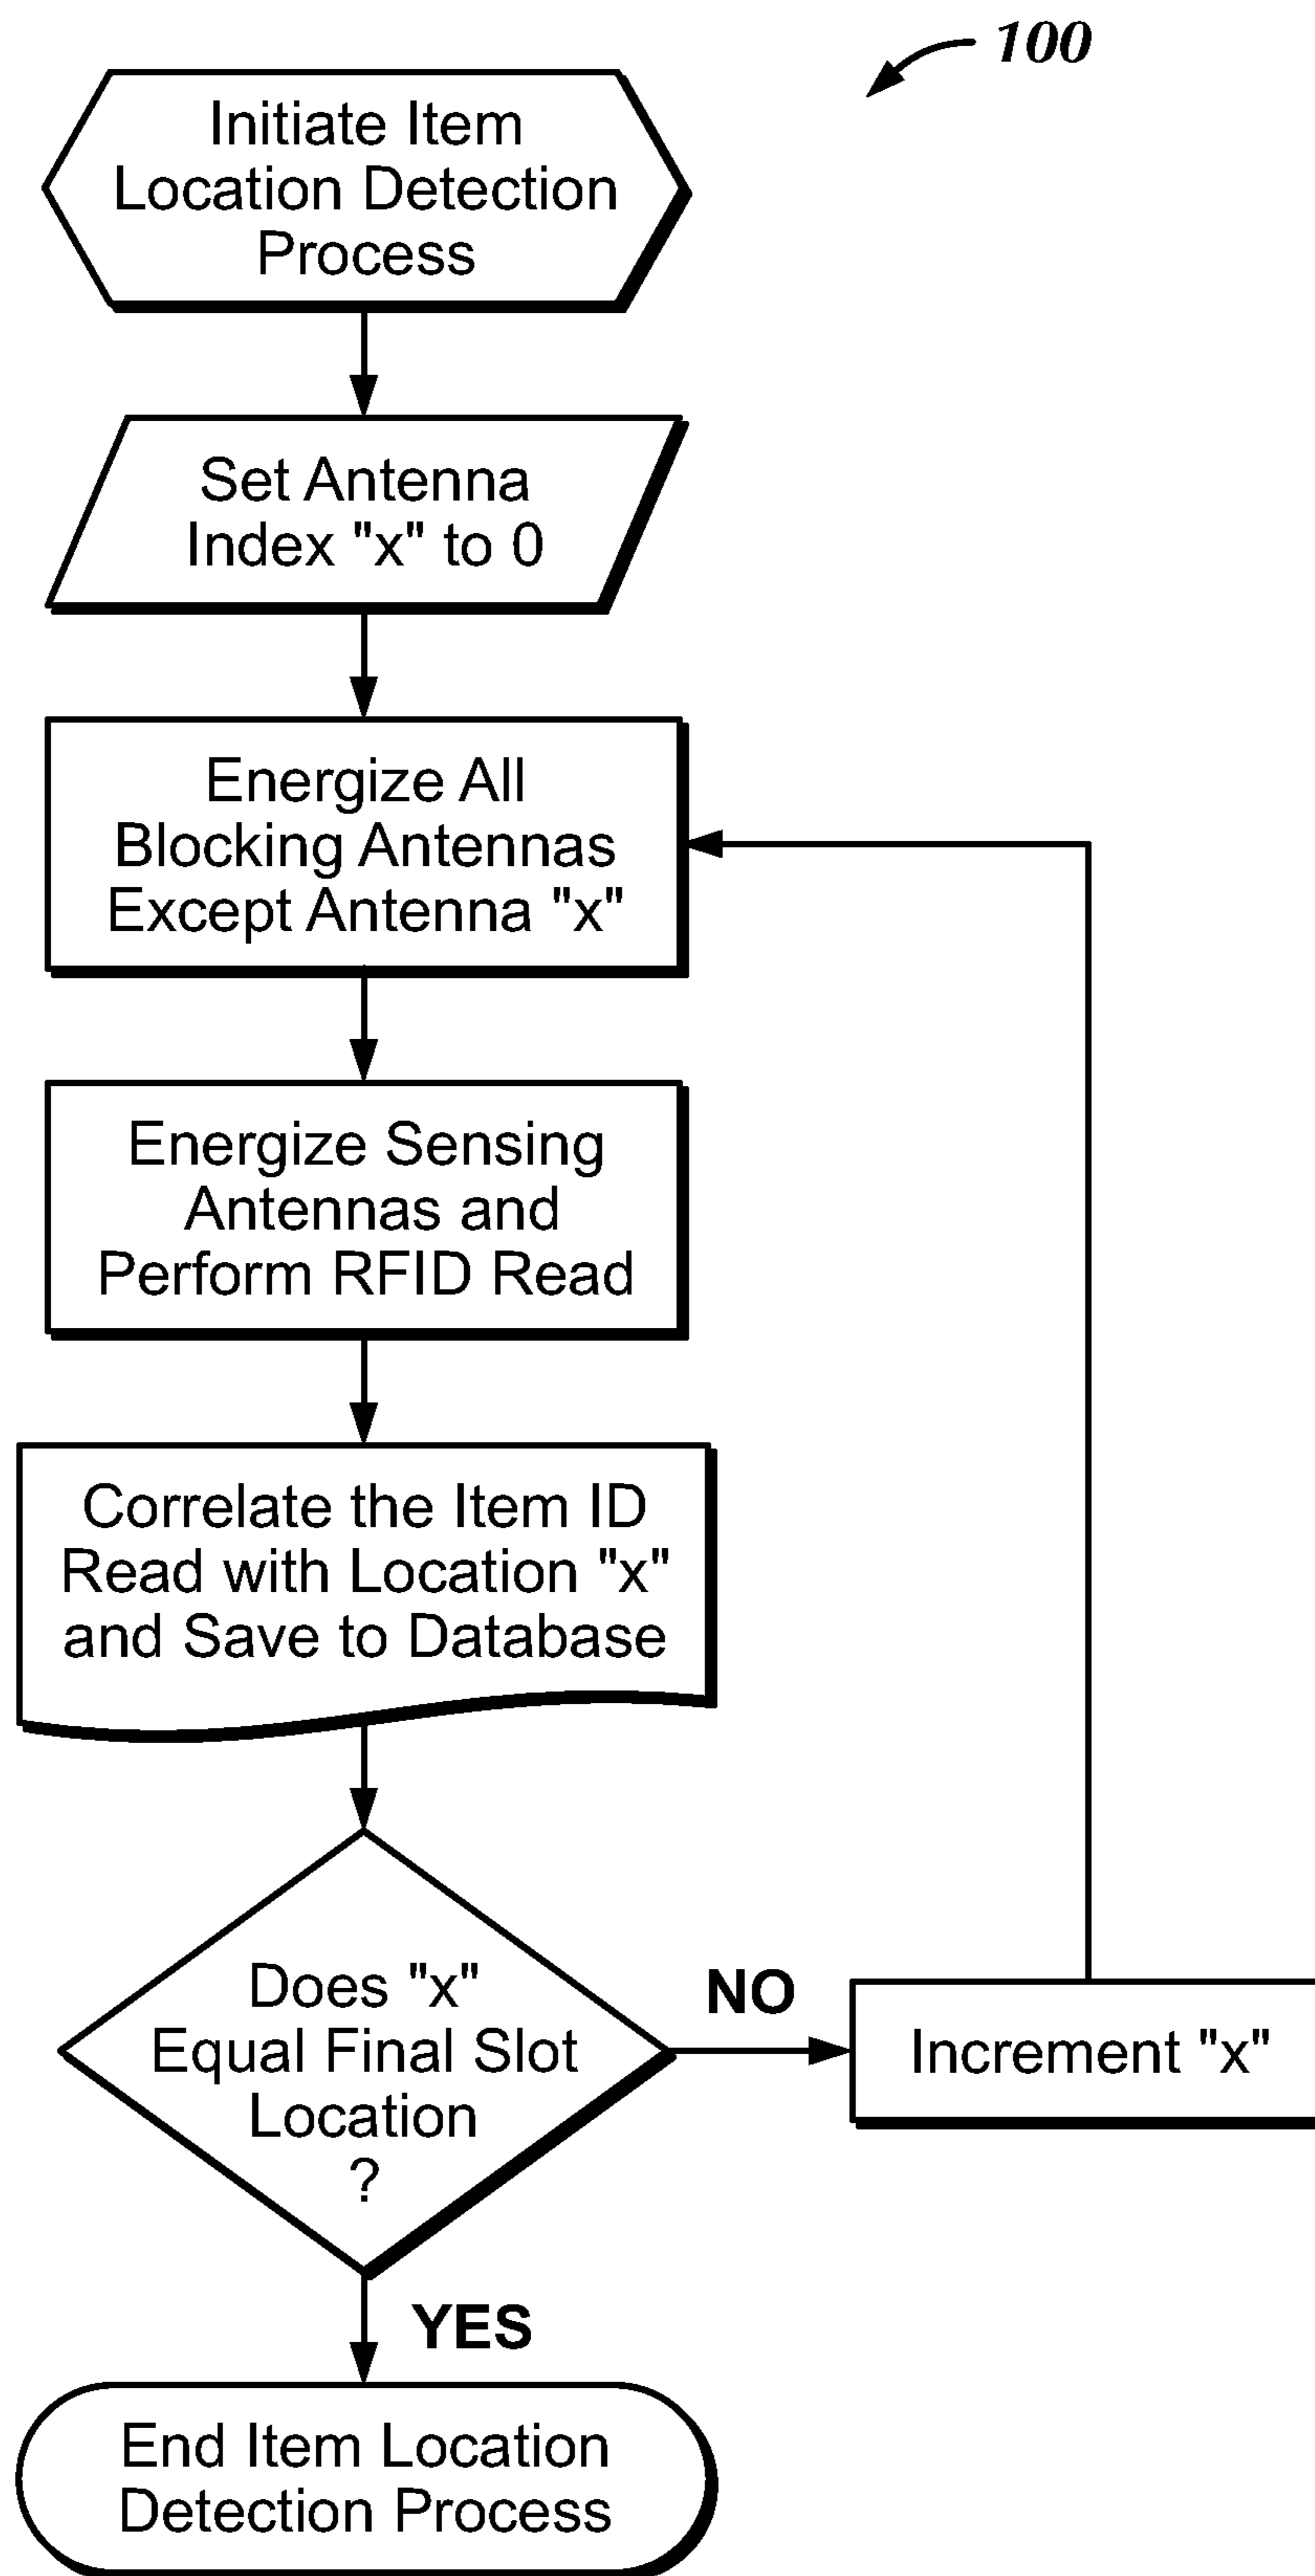 100
Initiate Item
Location Detection
Process
Set Antenna
Index "x" to 0
Energize All
Blocking Antennas
Except Antenna "x"
Energize Sensing
Antennas and
Perform RFID Read
Correlate the Item ID
Read with Location "x"
and Save to Database
Does "x"
Equal Final Slot
Location
?
NO
Increment "x"
YES
End Item Location
Detection Process